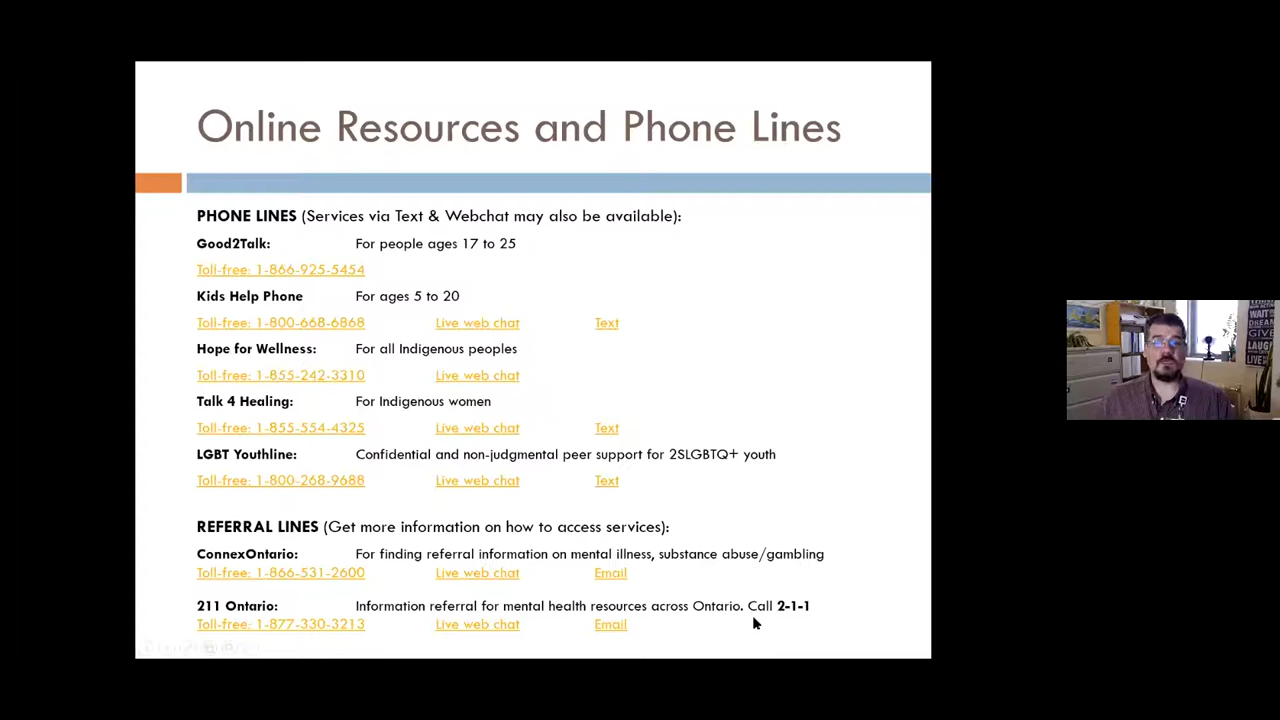 Online Resources and Phone Lines
PHONE LINES (Services via Text & Webchat may also be available):
Good2Talk: For people ages 17 to 25
Toll-free: 1-866-925-5454
Kids Help Phone For ages 5 to 20
Toll-free: 1-800-668-6868 Live web chat Text
Hope for Wellness: For all Indigenous peoples
Toll-free: 1-855-242-3310 Live web chat
Talk 4 Healing: For Indigenous women
Toll-free: 1-855-554-4325 Live web chat Text
LGBT Youthline: Confidential and non-judgmental peer support for 2SLGBTQ+ youth
Toll-free: 1-800-268-9688 Live web chat Text
REFERRAL LINES (Get more information on how to access services):
ConnexOntario: For finding referral information on mental illness, substance abuse/gambling
Toll-free: 1-866-531-2600 Live web chat Email
211 Ontario: Information referral for mental health resources across Ontario. Call 2-1-1
Toll-free: 1-877-330-3213 Live web chat Email
WAIT
DREAM
GIVE
LAUGH
LIVE